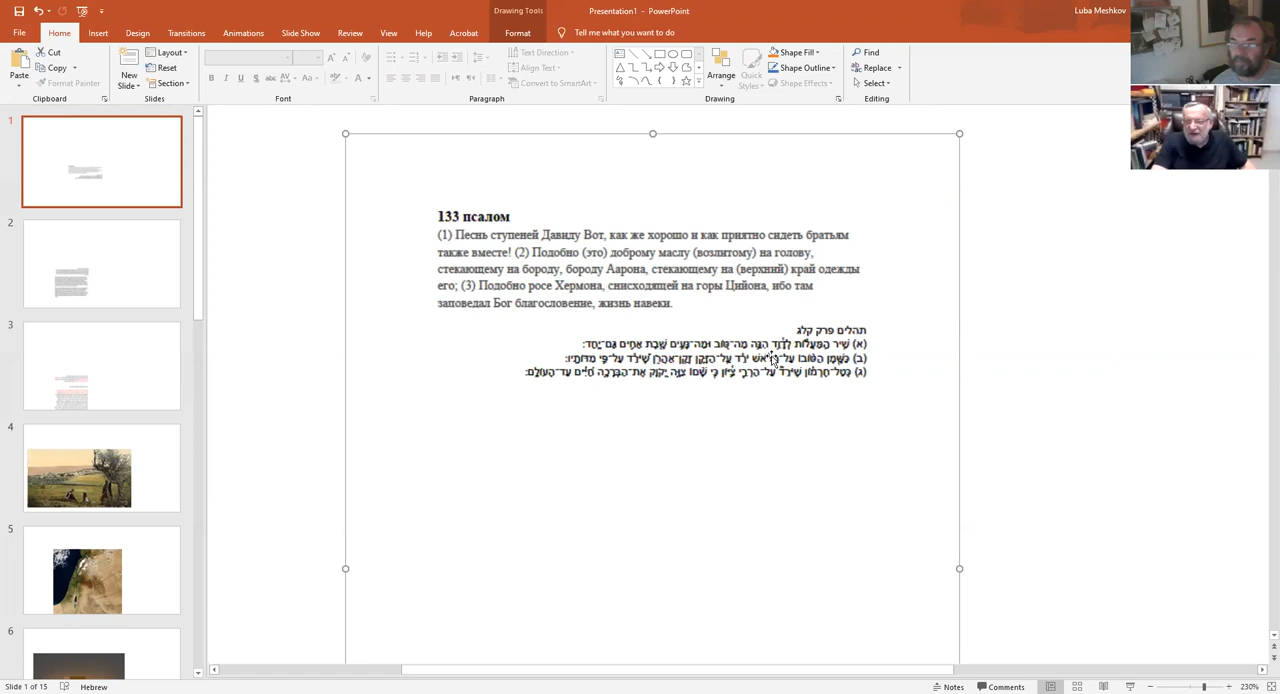 Drawing Tools
Presentation1 - PowerPoint
Luba Meshkov
File Home Insert Design Transitions Animations Slide Show Review View Help Acrobat Format Tell me what you want to do
Paste
Cut
Copy
Format Painter
Clipboard
New Slide
Layout
Reset
Section
Slides
Font
Text Direction
Align Text
Convert to SmartArt
Paragraph
Arrange
Quick Styles
Shape Fill
Shape Outline
Shape Effects
Drawing
Find
Replace
Select
Editing
1
2
3
4
5
6
133 псалом
(1) Песнь ступеней Давиду Вот, как же хорошо и как приятно сидеть братьям
также вместе! (2) Подобно (это) доброму маслу (возлитому) на голову,
стекающему на бороду, бороду Аарона, стекающему на (верхний) край одежды
его; (3) Подобно росе Хермона, снисходящей на горы Цийона, ибо там
заповедал Бог благословение, жизнь навеки.
תהלים פרק קלג
(א) שִׁיר הַמַּעֲלוֹת לְדָוִד הִנֵּה מַה־טּוֹב וּמַה־נָּעִים שֶׁבֶת אַחִים גַּם־יָחַד:
(ב) כַּשֶּׁמֶן הַטּוֹב עַל־הָרֹאשׁ יֹרֵד עַל־הַזָּקָן זְקַן־אַהֲרֹן שֶׁיֹּרֵד עַל־פִּי מִדּוֹתָיו:
(ג) כְּטַל־חֶרְמוֹן שֶׁיֹּרֵד עַל־הַרְרֵי צִיּוֹן כִּי שָׁם צִוָּה יְקֹוָק אֶת־הַבְּרָכָה חַיִּים עַד־הָעוֹלָם:
Slide 1 of 15 Hebrew
Notes Comments 230%